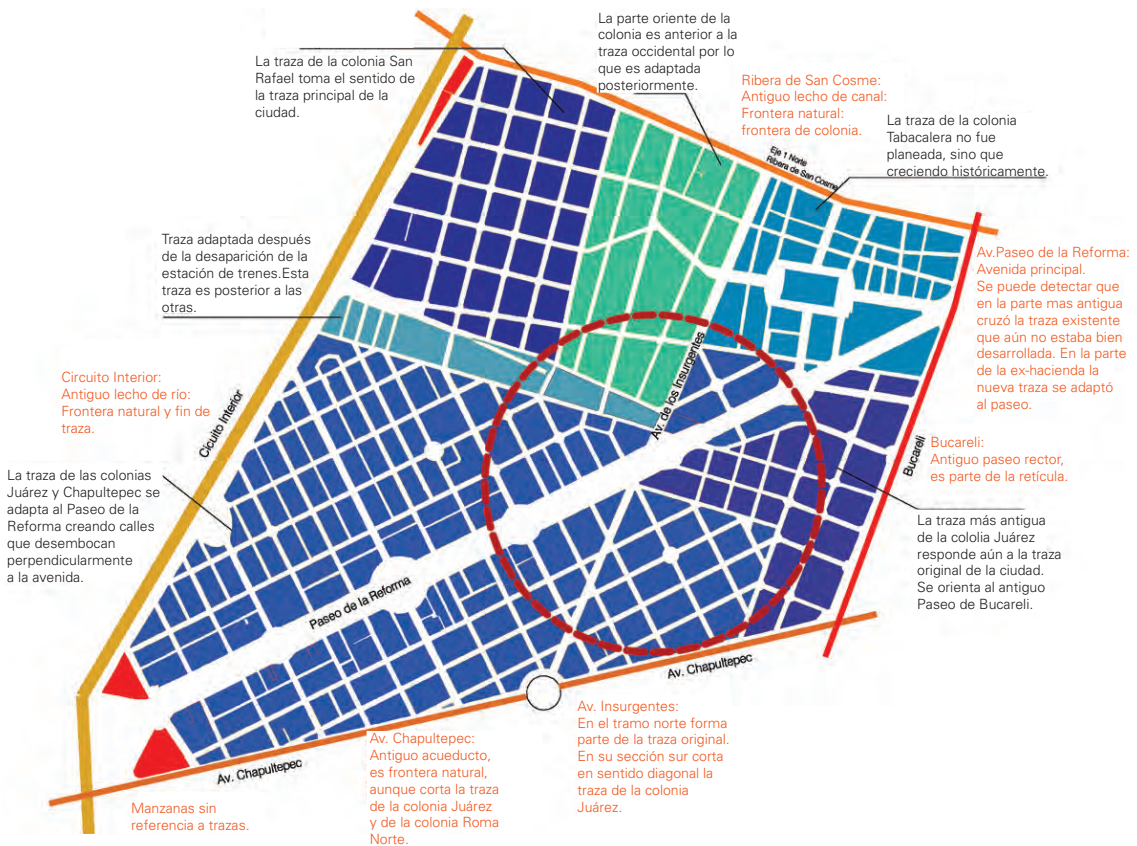 La parte oriente de la
colonia es anterior a la
traza occidental por lo
que es adaptada
posteriormente.
La traza de la colonia San
Rafael toma el sentido de
la traza principal de la
ciudad.
Ribera de San Cosme:
Antiguo lecho de canal:
Frontera natural:
frontera de colonia.
La traza de la colonia
Tabacalera no fue
planeada, sino que
creciendo históricamente.
Eje 1 Norte
Ribera de San Cosme
Traza adaptada después
de la desaparición de la
estación de trenes.Esta
traza es posterior a las
otras.
Av.Paseo de la Reforma:
Avenida principal.
Se puede detectar que
en la parte mas antigua
cruzó la traza existente
que aún no estaba bien
desarrollada. En la parte
de la ex-hacienda la
nueva traza se adaptó
al paseo.
Circuito Interior:
Antiguo lecho de rio:
Frontera natural y fin de
traza.
Cicuito Interior
Av. de los Insurgentes
Bucareli
Bucareli:
Antiguo paseo rector,
es parte de la retícula.
La traza de las colonias
Juárez y Chapultepec se
adapta al Paseo de la
Reforma creando calles
que desembocan
perpendicularmente
a la avenida.
La traza más antigua
de la cololia Juárez
responde aún a la traza
original de la ciudad.
Se orienta al antiguo
Paseo de Bucareli.
Paseo de la Reforma
Av. Chapultepec
Av. Insurgentes:
En el tramo norte forma
parte de la traza original.
En su sección sur corta
en sentido diagonal la
traza de la colonia
Juárez.
Av. Chapultepec:
Antiguo acueducto,
es frontera natural,
aunque corta la traza
de la colonia Juárez
y de la colonia Roma
Norte.
Av. Chapultepec
Manzanas sin
referencia a trazas.